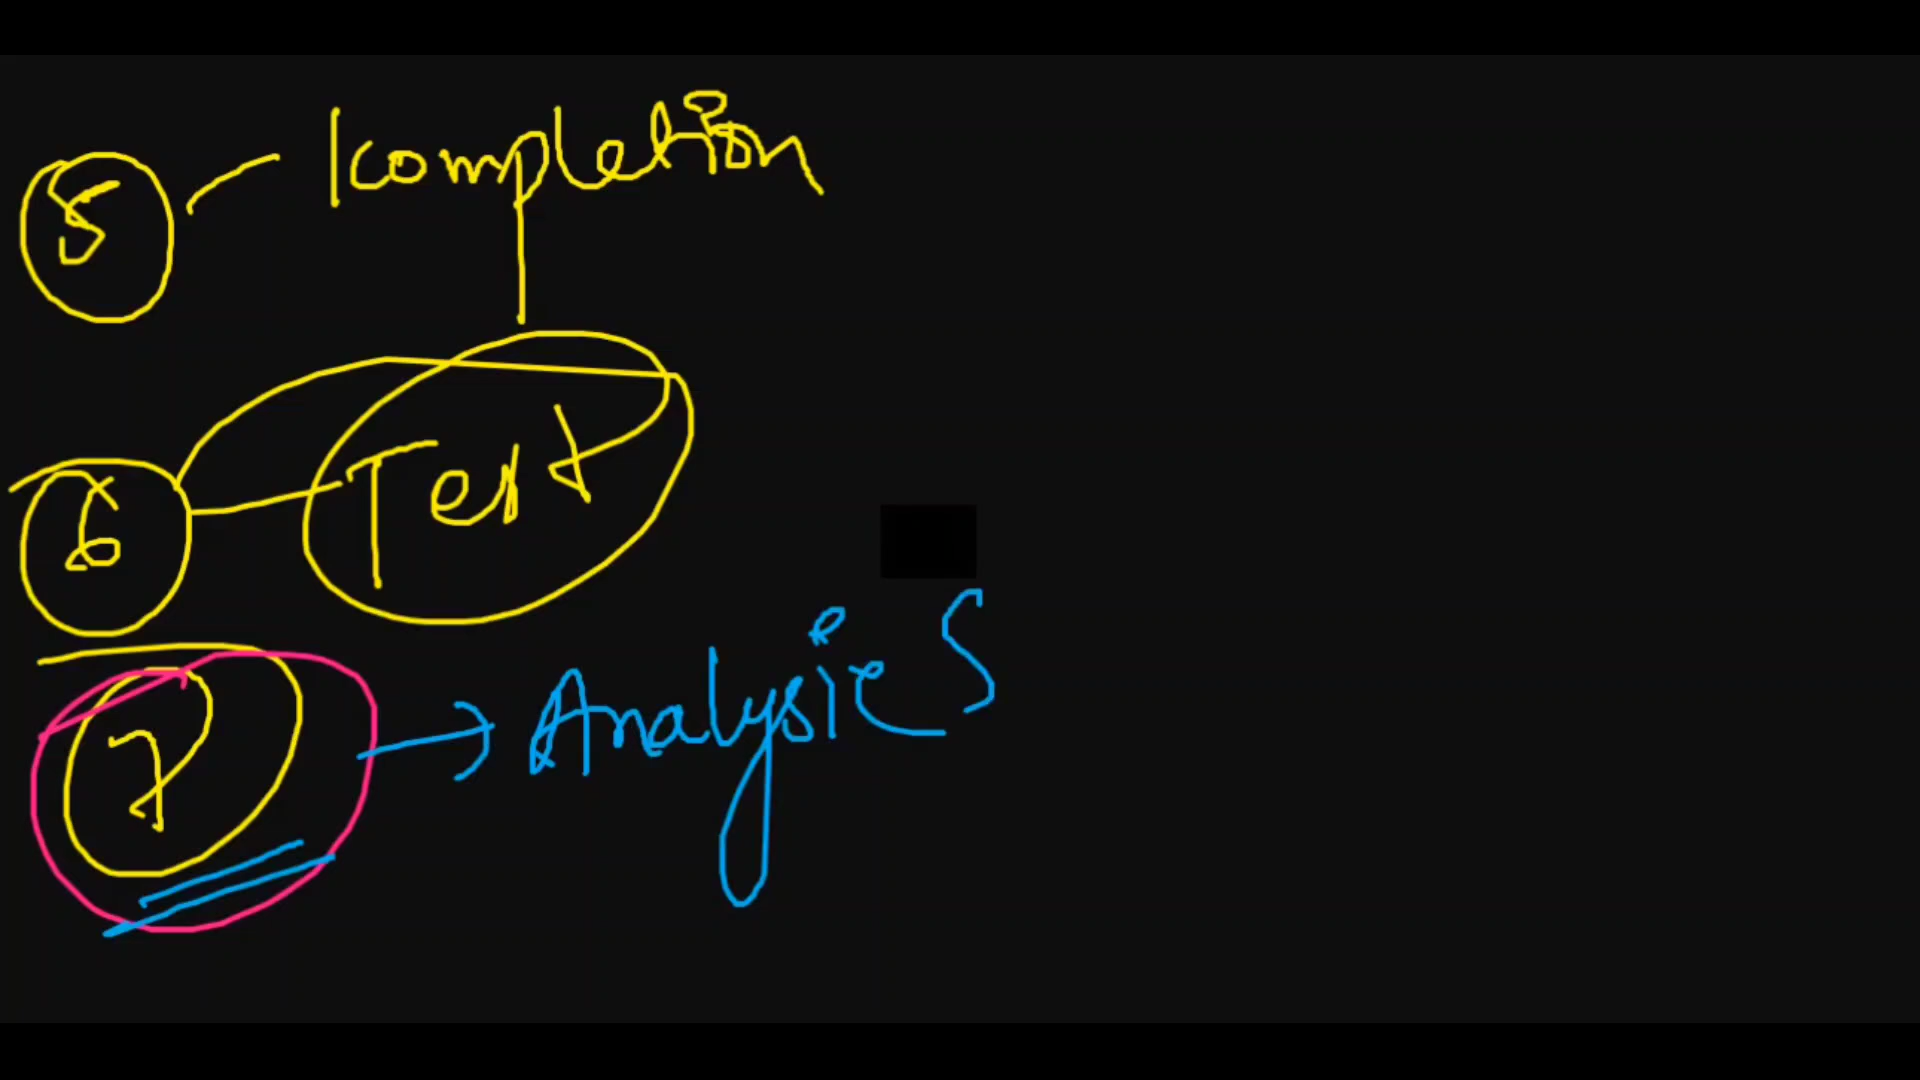 5 - Completion
6 - Test
7 → Analysis